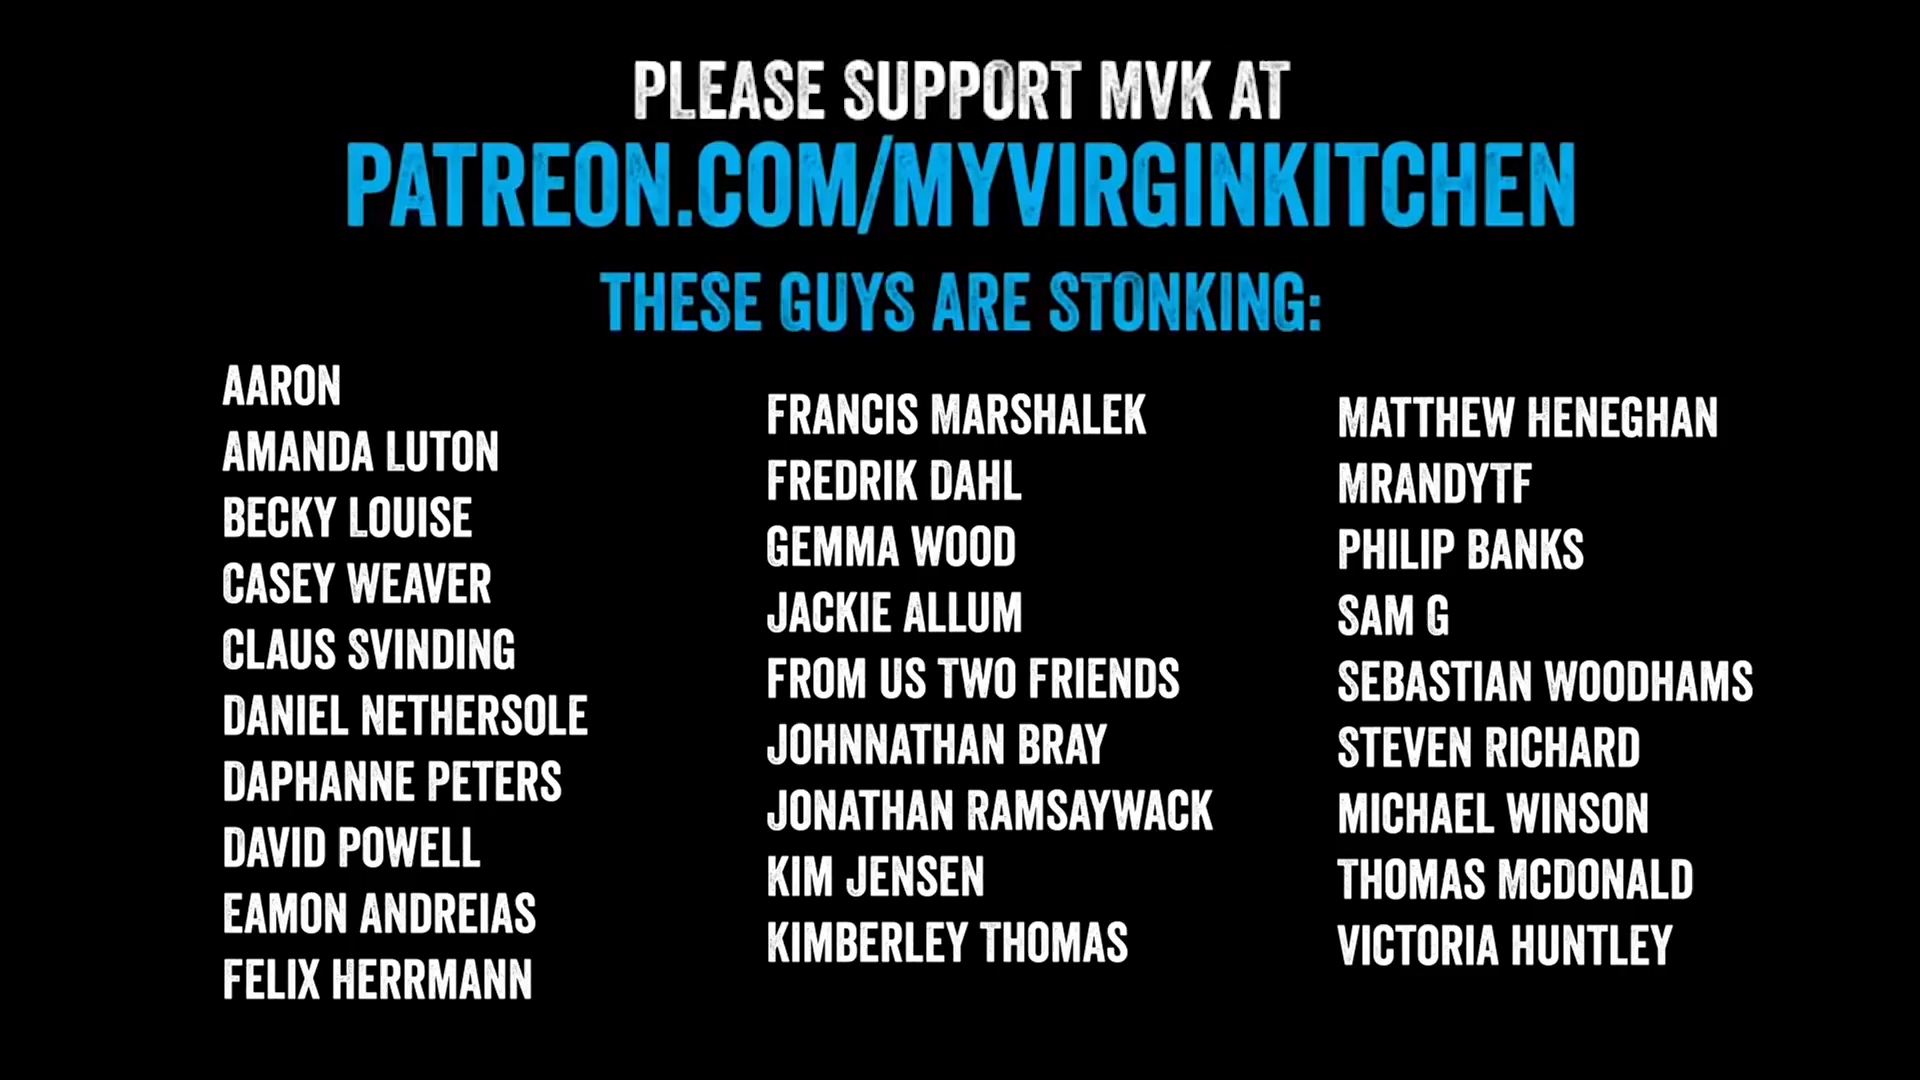 PLEASE SUPPORT MVK AT
PATREON.COM/MYVIRGINKITCHEN
THESE GUYS ARE STONKING:
AARON
AMANDA LUTON
BECKY LOUISE
CASEY WEAVER
CLAUS SVINDING
DANIEL NETHERSOLE
DAPHANNE PETERS
DAVID POWELL
EAMON ANDREIAS
FELIX HERRMANN
FRANCIS MARSHALEK
FREDRIK DAHL
GEMMA WOOD
JACKIE ALLUM
FROM US TWO FRIENDS
JOHNNATHAN BRAY
JONATHAN RAMSAYWACK
KIM JENSEN
KIMBERLEY THOMAS
MATTHEW HENEGHAN
MRANDYTF
PHILIP BANKS
SAM G
SEBASTIAN WOODHAMS
STEVEN RICHARD
MICHAEL WINSON
THOMAS MCDONALD
VICTORIA HUNTLEY